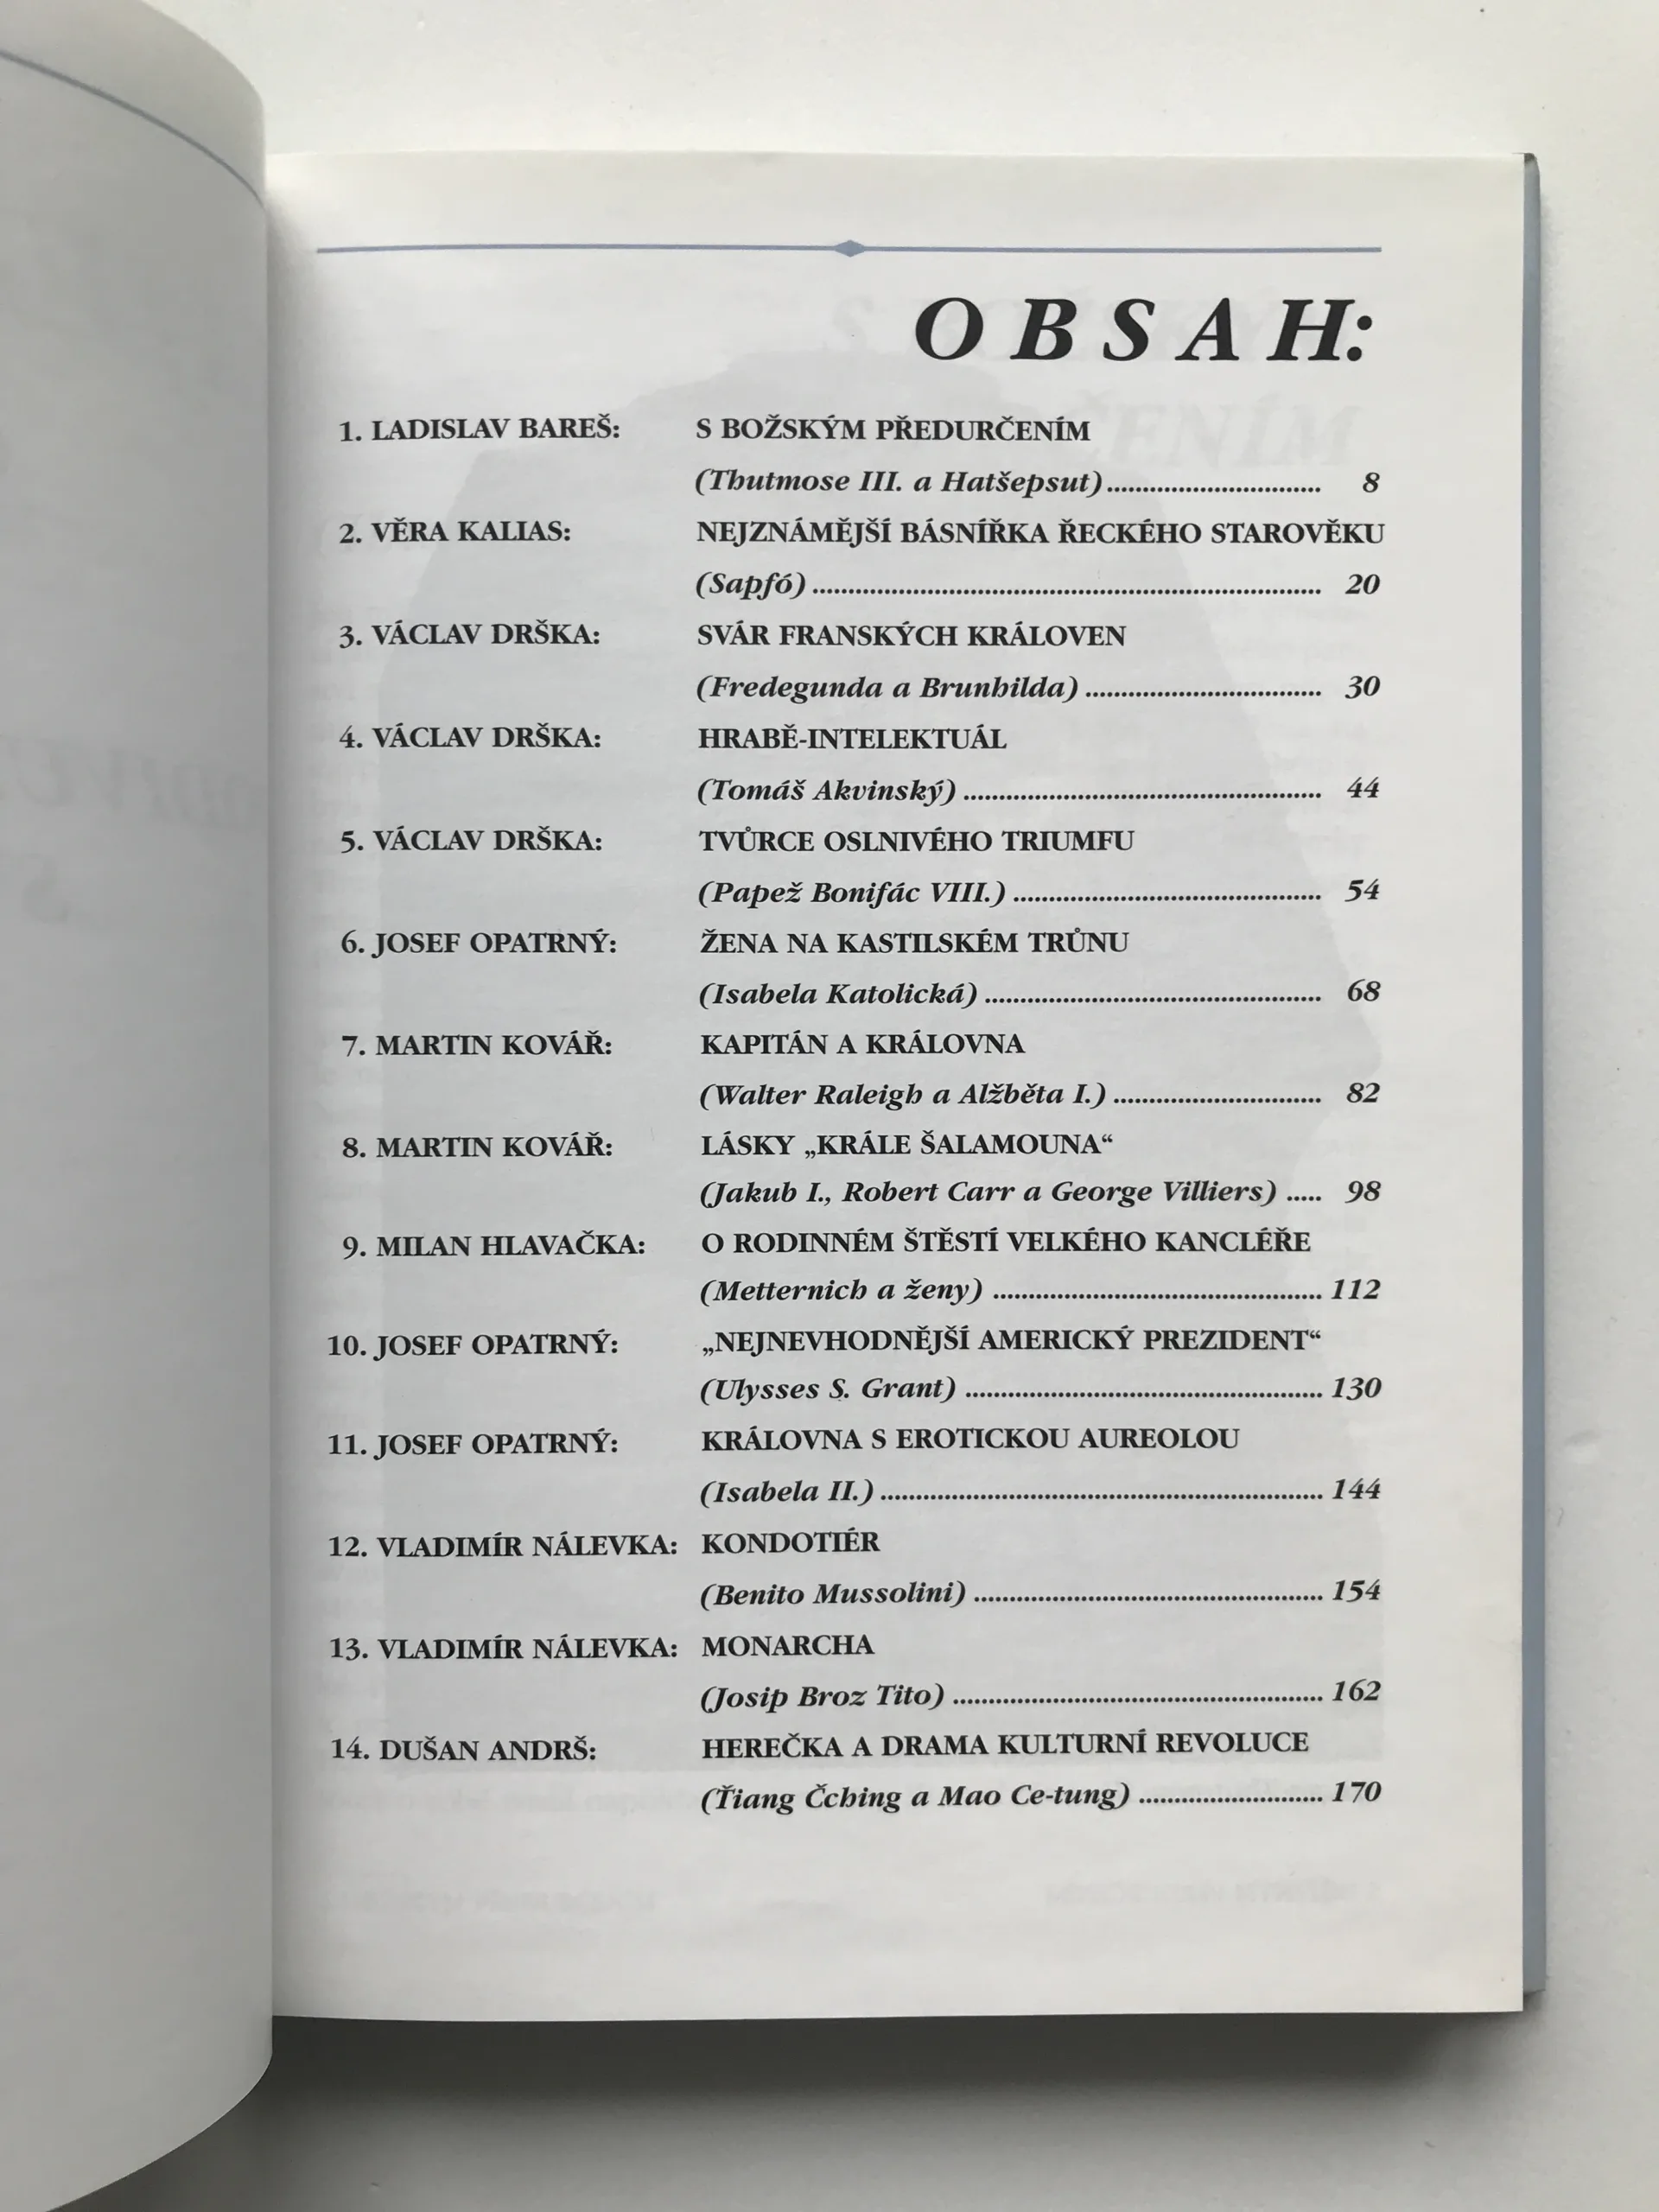 OBSAH:
1. LADISLAV BAREŠ: S BOŽSKÝM PŘEDURČENÍM
(Thutmose III. a Hatšepsut) 8
2. VĚRA KALIAS: NEJZNÁMĚJŠÍ BÁSNÍŘKA ŘECKÉHO STAROVĚKU
(Sapfó) 20
3. VÁCLAV DRŠKA: SVÁR FRANSKÝCH KRÁLOVEN
(Fredegunda a Brunhilda) 30
4. VÁCLAV DRŠKA: HRABĚ-INTELEKTUÁL
(Tomáš Akvinský) 44
5. VÁCLAV DRŠKA: TVŮRCE OSLNIVÉHO TRIUMFU
(Papež Bonifác VIII.) 54
6. JOSEF OPATRNÝ: ŽENA NA KASTILSKÉM TRŮNU
(Isabela Katolická) 68
7. MARTIN KOVÁŘ: KAPITÁN A KRÁLOVNA
(Walter Raleigh a Alžběta I.) 82
8. MARTIN KOVÁŘ: LÁSKY „KRÁLE ŠALAMOUNA“
(Jakub I., Robert Carr a George Villiers) 98
9. MILAN HLAVAČKA: O RODINNÉM ŠTĚSTÍ VELKÉHO KANCLÉŘE
(Metternich a ženy) 112
10. JOSEF OPATRNÝ: „NEJNEVHODNĚJŠÍ AMERICKÝ PREZIDENT“
(Ulysses S. Grant) 130
11. JOSEF OPATRNÝ: KRÁLOVNA S EROTICKOU AUREOLOU
(Isabela II.) 144
12. VLADIMÍR NÁLEVKA: KONDOTIÉR
(Benito Mussolini) 154
13. VLADIMÍR NÁLEVKA: MONARCHA
(Josip Broz Tito) 162
14. DUŠAN ANDRŠ: HEREČKA A DRAMA KULTURNÍ REVOLUCE
(Ťiang Čching a Mao Ce-tung) 170